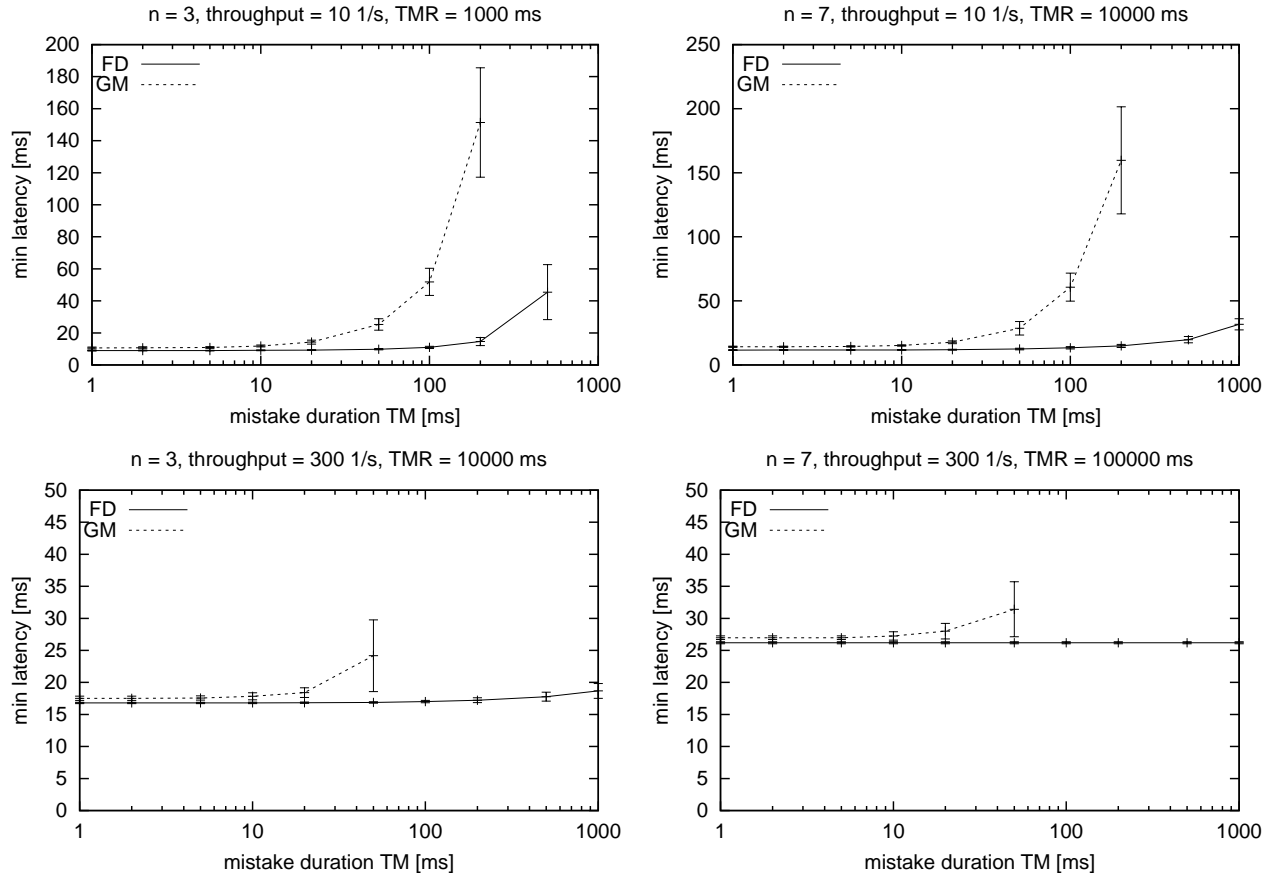 n = 3, throughput = 10 1/s, TMR = 1000 ms
min latency [ms]
200
180
160
140
120
100
80
60
40
20
0
FD
GM
1 10 100 1000
mistake duration TM [ms]
n = 7, throughput = 10 1/s, TMR = 10000 ms
min latency [ms]
250
200
150
100
50
0
FD
GM
1 10 100 1000
mistake duration TM [ms]
n = 3, throughput = 300 1/s, TMR = 10000 ms
min latency [ms]
50
45
40
35
30
25
20
15
10
5
0
FD
GM
1 10 100 1000
mistake duration TM [ms]
n = 7, throughput = 300 1/s, TMR = 100000 ms
min latency [ms]
50
45
40
35
30
25
20
15
10
5
0
FD
GM
1 10 100 1000
mistake duration TM [ms]